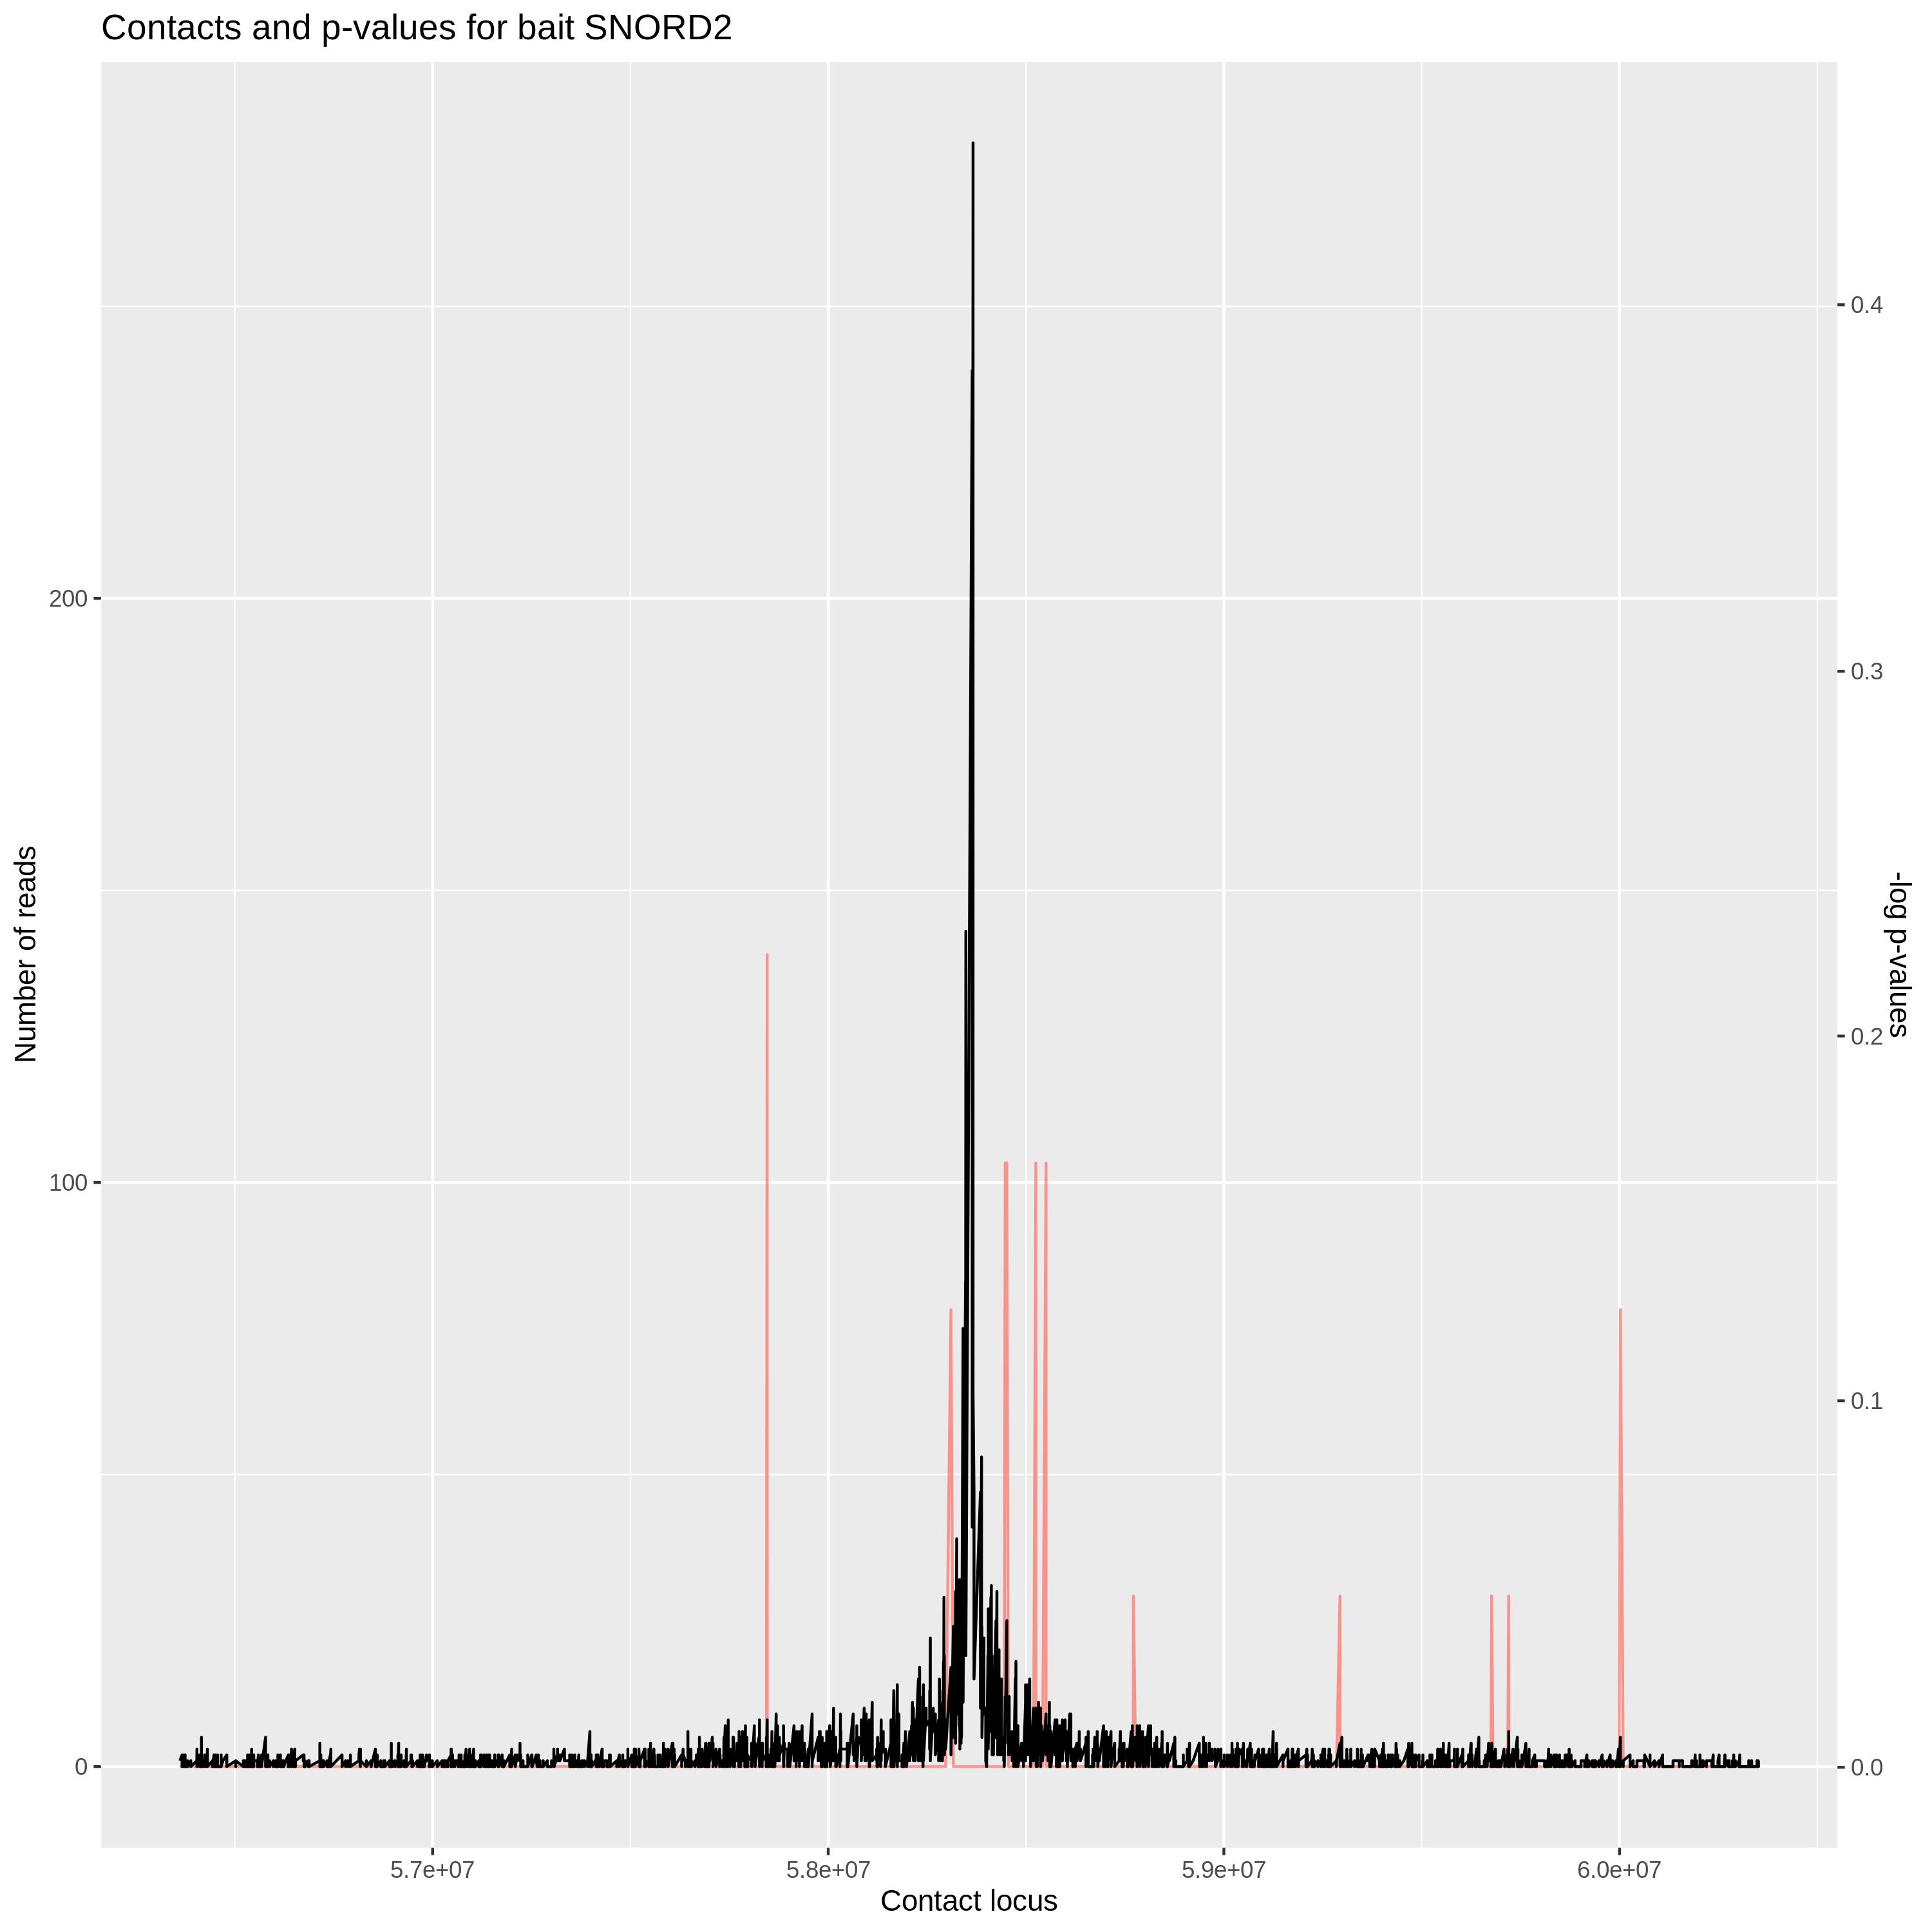 Contacts and p-values for bait SNORD2
Number of reads
200
100
0
0.4
0.3
0.2
0.1
0.0
-log p-values
5.7e+07
5.8e+07
5.9e+07
6.0e+07
Contact locus